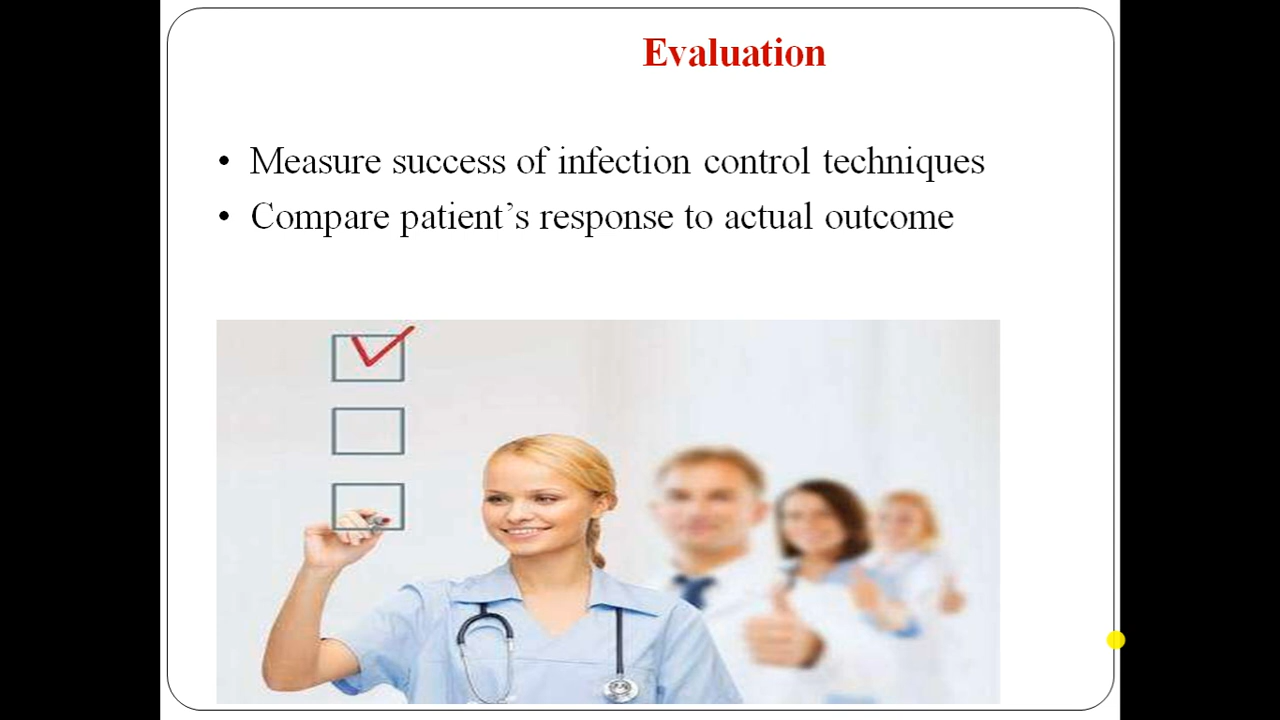 Evaluation
• Measure success of infection control techniques
• Compare patient’s response to actual outcome